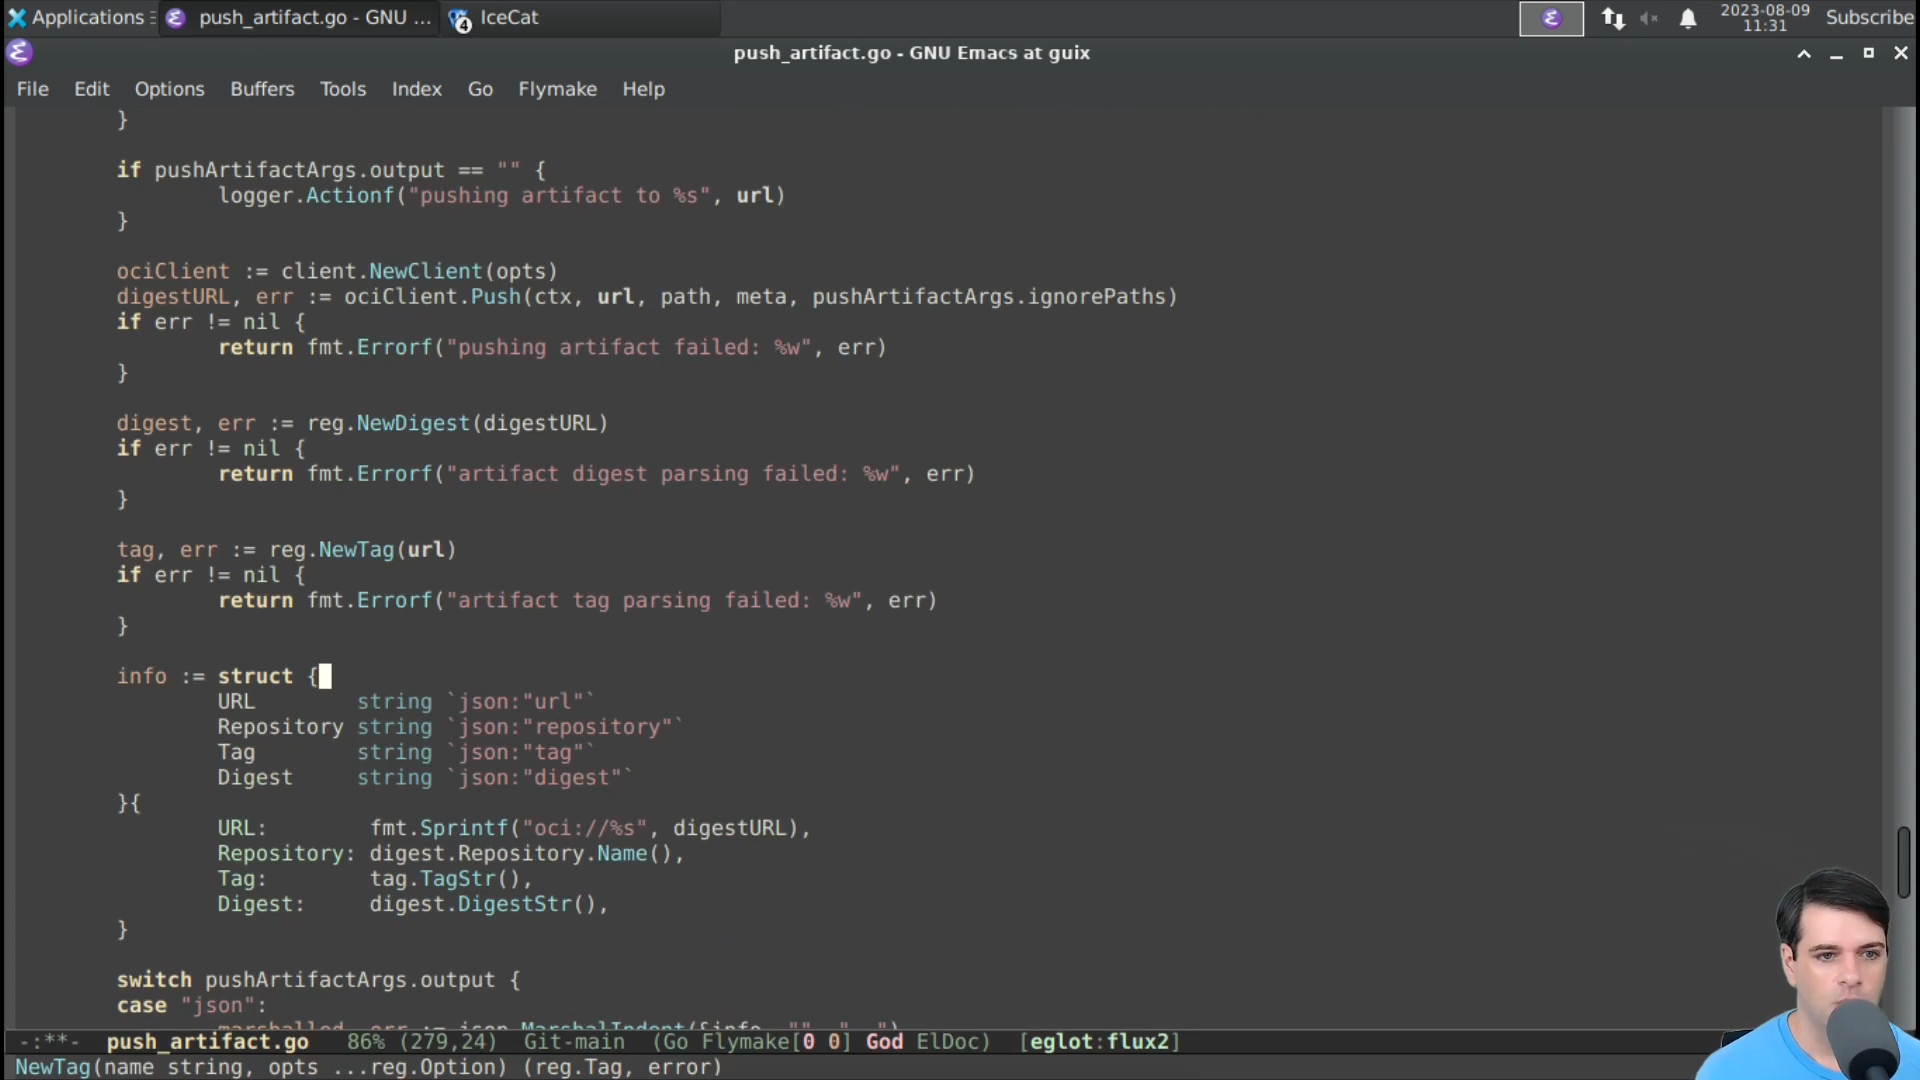 Applications push_artifact.go - GNU ... 4 IceCat 2023-08-09 Subscribe
11:31
push_artifact.go - GNU Emacs at guix
File Edit Options Buffers Tools Index Go Flymake Help
}
if pushArtifactArgs.output == "" {
logger.Actionf("pushing artifact to %s", url)
}
ociClient := client.NewClient(opts)
digestURL, err := ociClient.Push(ctx, url, path, meta, pushArtifactArgs.ignorePaths)
if err != nil {
return fmt.Errorf("pushing artifact failed: %w", err)
}
digest, err := reg.NewDigest(digestURL)
if err != nil {
return fmt.Errorf("artifact digest parsing failed: %w", err)
}
tag, err := reg.NewTag(url)
if err != nil {
return fmt.Errorf("artifact tag parsing failed: %w", err)
}
info := struct {
URL string `json:"url"`
Repository string `json:"repository"`
Tag string `json:"tag"`
Digest string `json:"digest"`
}{
URL: fmt.Sprintf("oci://%s", digestURL),
Repository: digest.Repository.Name(),
Tag: tag.TagStr(),
Digest: digest.DigestStr(),
}
switch pushArtifactArgs.output {
case "json":
marshalled, err := json.MarshalIndent(&info, "", " ")
-:**- push_artifact.go 86% (279,24) Git-main (Go Flymake[0 0] God ElDoc) [eglot:flux2]
NewTag(name string, opts ...reg.Option) (reg.Tag, error)